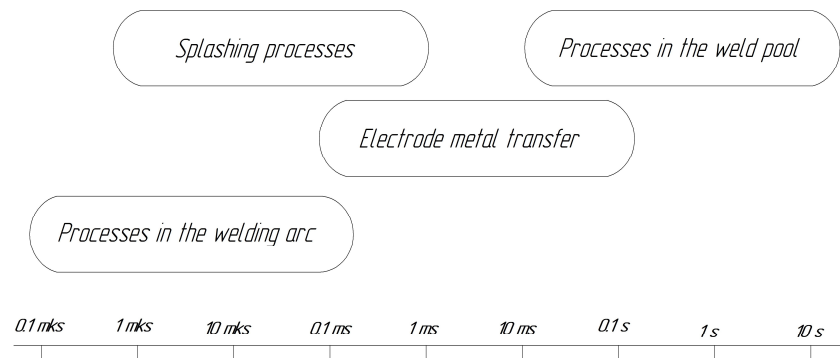 Splashing processes
Processes in the weld pool
Electrode metal transfer
Processes in the welding arc
0.1 mks 1 mks 10 mks 0.1 ms 1 ms 10 ms 0.1 s 1 s 10 s